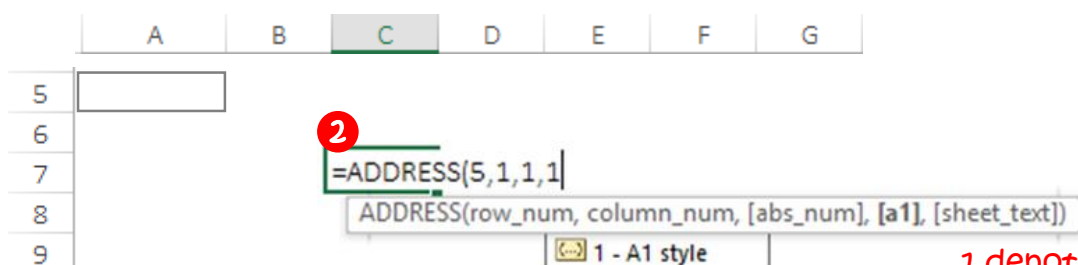 A B C D E F G
5
6
2
7 =ADDRESS(5,1,1,1
8 ADDRESS(row_num, column_num, [abs_num], [a1], [sheet_text])
9 (...) 1 - A1 style
1